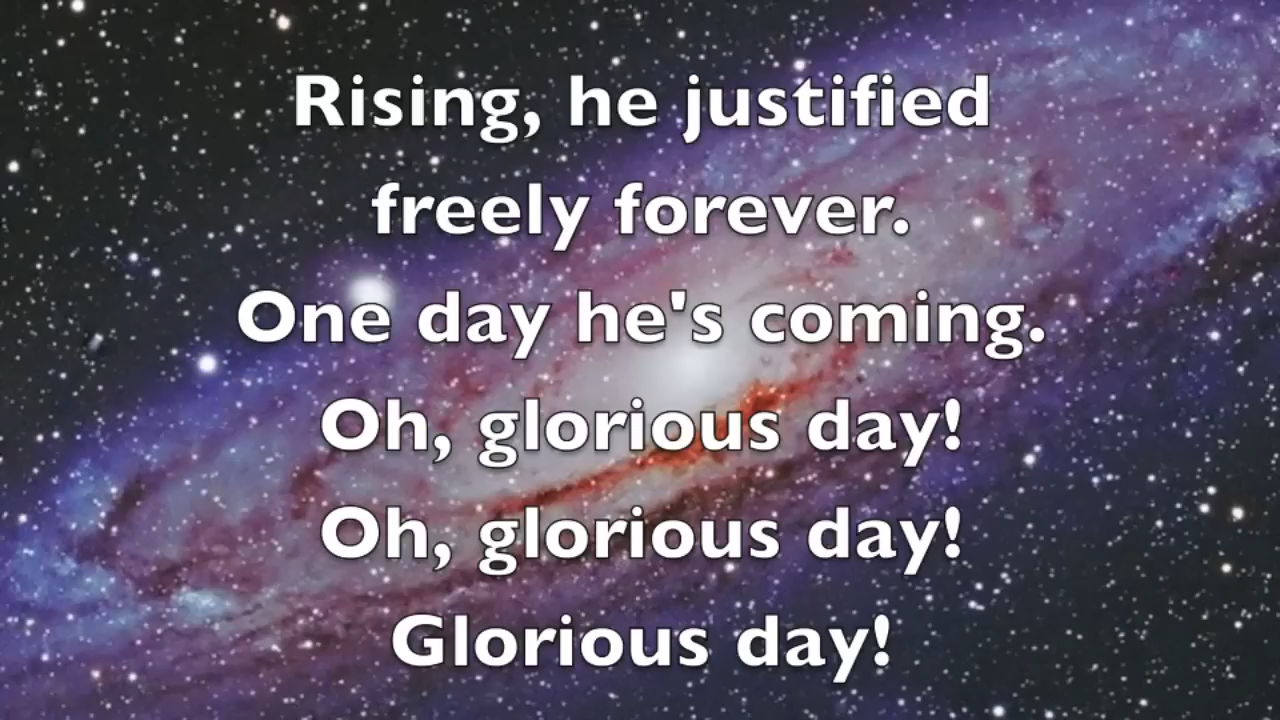 Rising, he justified
freely forever.
One day he's coming.
Oh, glorious day!
Oh, glorious day!
Glorious day!